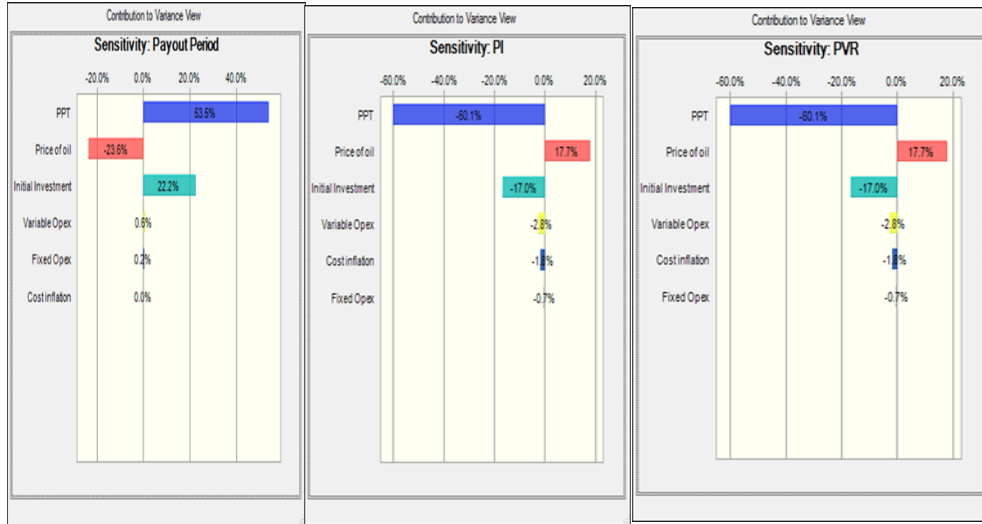 Contribution to Variance View
Sensitivity: Payout Period
-20.0% 0.0% 20.0% 40.0%
PPT 53.5%
Price of oil -23.6%
Initial Investment 22.2%
Variable Opex 0.6%
Fixed Opex 0.2%
Cost inflation 0.0%
Contribution to Variance View
Sensitivity: PI
-60.0% -40.0% -20.0% 0.0% 20.0%
PPT -60.1%
Price of oil 17.7%
Initial Investment -17.0%
Variable Opex -2.8%
Cost inflation -1.8%
Fixed Opex -0.7%
Contribution to Variance View
Sensitivity: PVR
-60.0% -40.0% -20.0% 0.0% 20.0%
PPT -60.1%
Price of oil 17.7%
Initial Investment -17.0%
Variable Opex -2.8%
Cost inflation -1.8%
Fixed Opex -0.7%